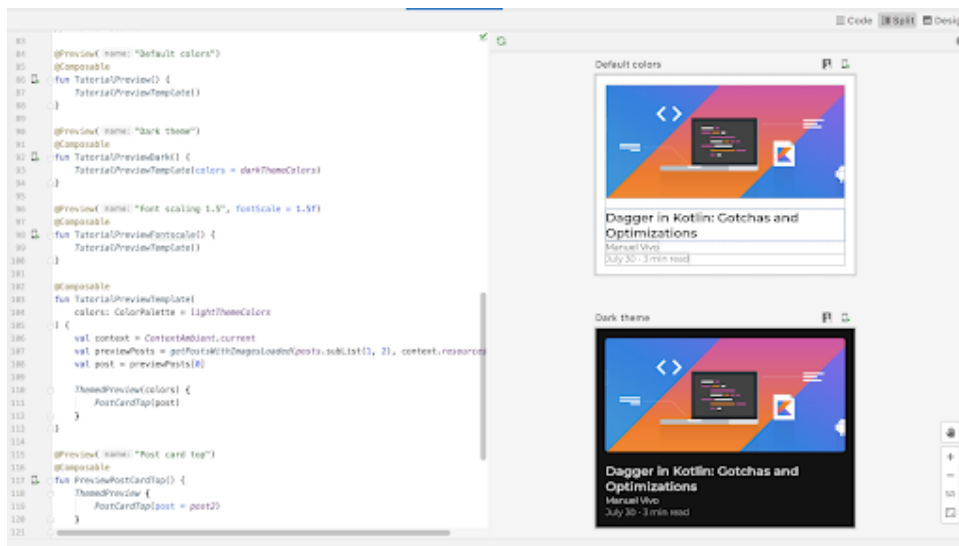 Code Split Desig
83
84 @Preview( name: "Default colors")
85 @Composable
86 fun TutorialPreview() {
87 TutorialPreviewTemplate()
88 }
89
90 @Preview( name: "Dark theme")
91 @Composable
92 fun TutorialPreviewDark() {
93 TutorialPreviewTemplate(colors = darkThemeColors)
94 }
95
96 @Preview( name: "Font scaling 1.5", fontScale = 1.5f)
97 @Composable
98 fun TutorialPreviewFontscale() {
99 TutorialPreviewTemplate()
100 }
101
102 @Composable
103 fun TutorialPreviewTemplate(
104 colors: ColorPalette = lightThemeColors
105 ) {
106 val context = ContextAmbient.current
107 val previewPosts = getPostsWithImagesLoaded(posts.subList(1, 2), context.resources
108 val post = previewPosts[0]
109
110 ThemedPreview(colors) {
111 PostCardTop(post)
112 }
113 }
114
115 @Preview( name: "Post card top")
116 @Composable
117 fun PreviewPostCardTop() {
118 ThemedPreview {
119 PostCardTop(post = post2)
120 }
121
Default colors
Dagger in Kotlin: Gotchas and
Optimizations
Manuel Vivo
July 30 - 3 min read
Dark theme
Dagger in Kotlin: Gotchas and
Optimizations
Manuel Vivo
July 30 - 3 min read